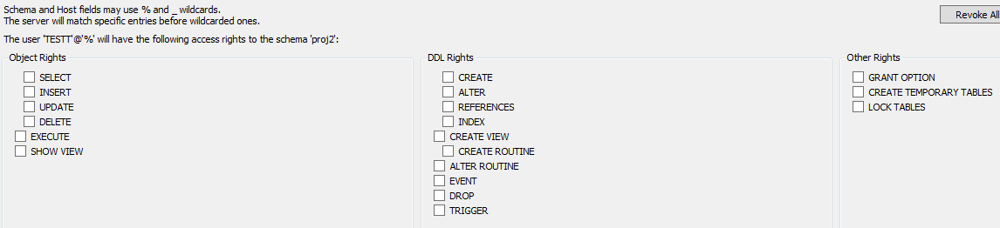 Schema and Host fields may use % and _ wildcards.
The server will match specific entries before wildcarded ones.
Revoke All
The user 'TESTT'@'%' will have the following access rights to the schema 'proj2':
Object Rights
SELECT
INSERT
UPDATE
DELETE
EXECUTE
SHOW VIEW
DDL Rights
CREATE
ALTER
REFERENCES
INDEX
CREATE VIEW
CREATE ROUTINE
ALTER ROUTINE
EVENT
DROP
TRIGGER
Other Rights
GRANT OPTION
CREATE TEMPORARY TABLES
LOCK TABLES